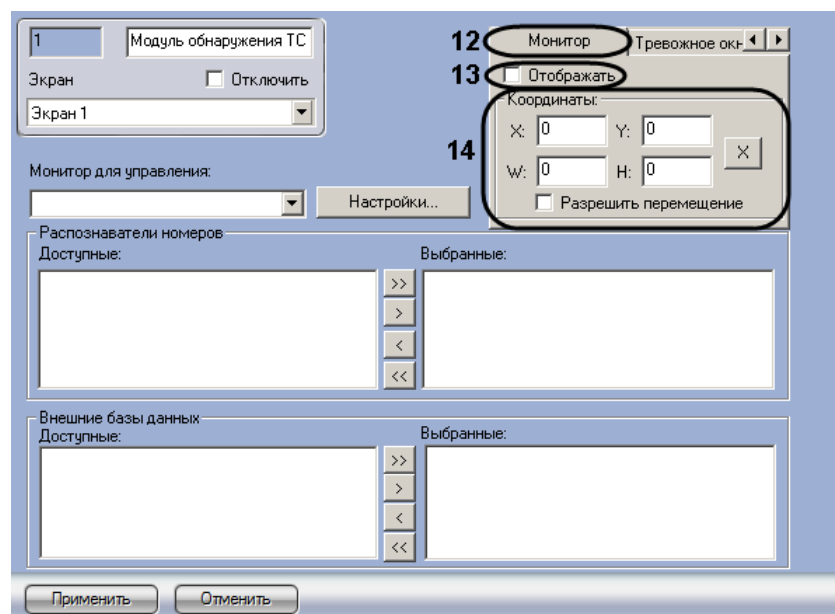 1 Модуль обнаружения ТС
12 Монитор Тревожное окн
Экран Отключить
13 Отображать
Экран 1
Координаты:
X: 0 Y: 0
14
X
W: 0 H: 0
Монитор для управления:
Настройки...
Разрешить перемещение
Распознаватели номеров
Доступные: Выбранные:
>>
>
<
<<
Внешние базы данных
Доступные: Выбранные:
>>
>
<
<<
Применить Отменить